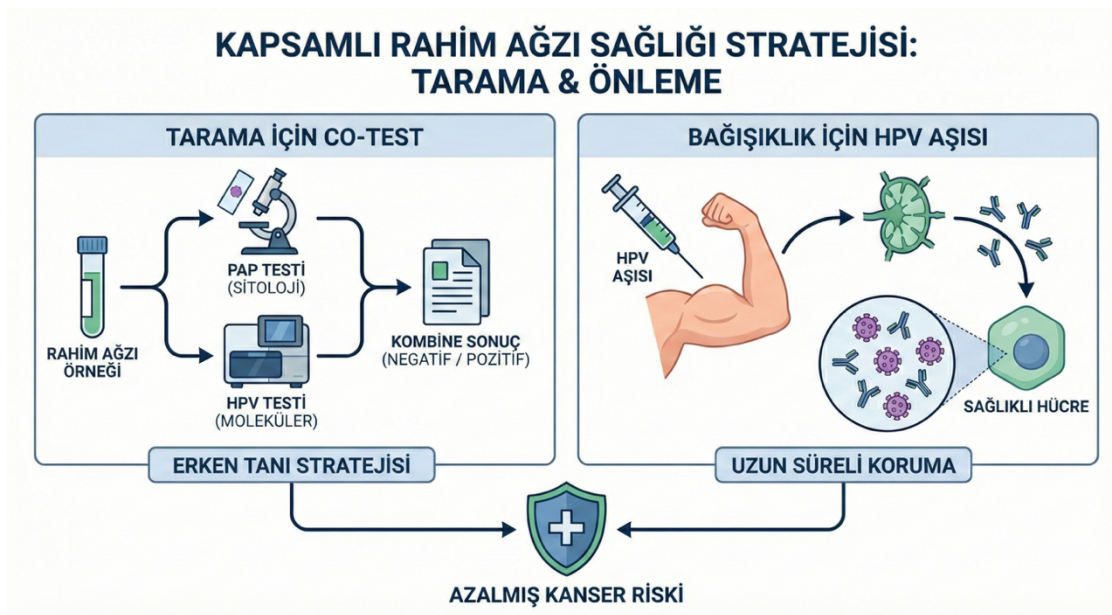 KAPSAMLI RAHİM AĞZI SAĞLIĞI STRATEJİSİ:
TARAMA & ÖNLEME
TARAMA İÇİN CO-TEST
RAHİM AĞZI
ÖRNEĞİ
PAP TESTİ
(SİTOLOJİ)
HPV TESTİ
(MOLEKÜLER)
KOMBİNE SONUÇ
(NEGATİF / POZİTİF)
ERKEN TANI STRATEJİSİ
BAĞIŞIKLIK İÇİN HPV AŞISI
HPV
AŞISI
SAĞLIKLI HÜCRE
UZUN SÜRELİ KORUMA
AZALMIŞ KANSER RİSKİ